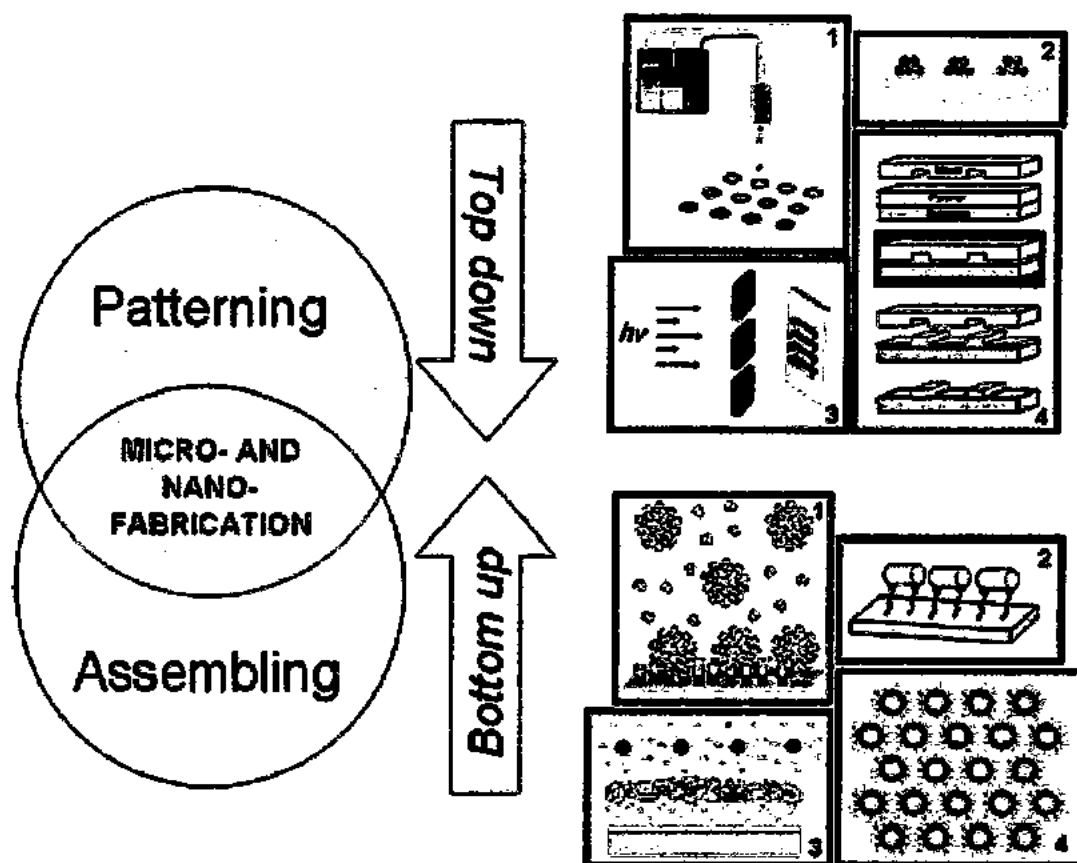 Patterning
MICRO- AND
NANO-
FABRICATION
Assembling
Top down
Bottom up
1
2
hν
3
4
1
2
3
4